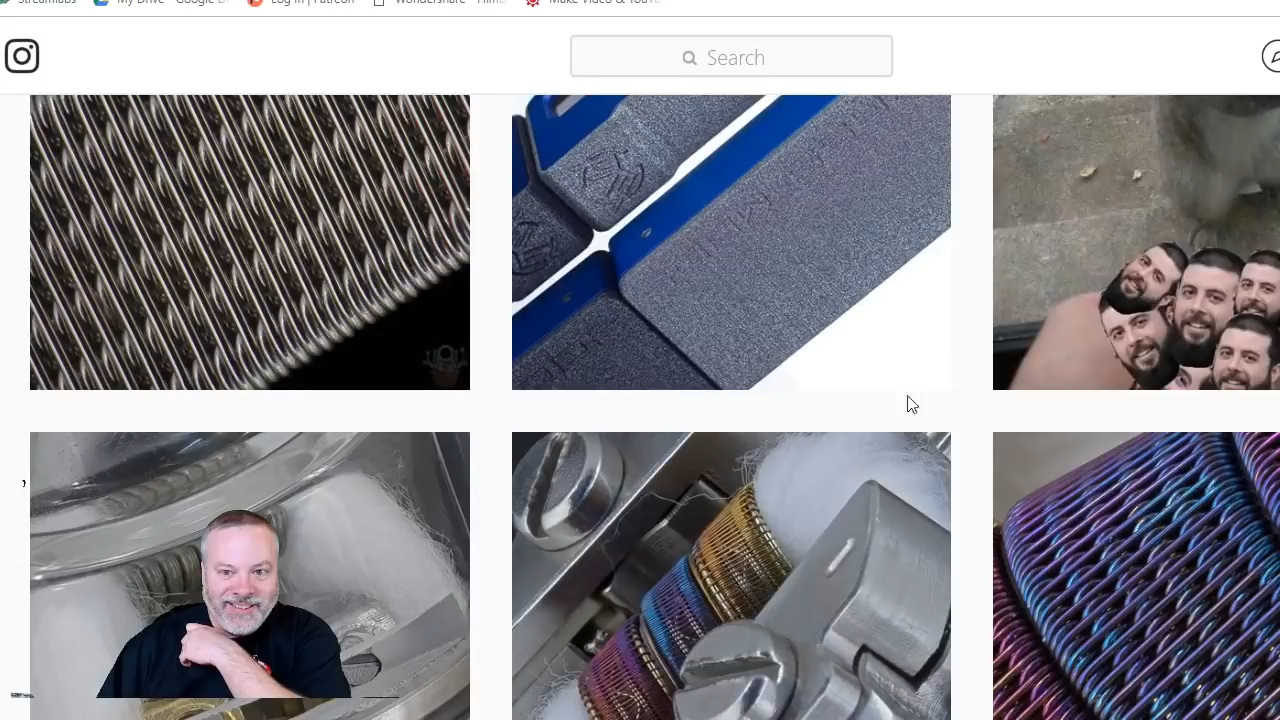 Streamlabs
My Drive - Google Dr
Log in | Patreon
Wondershare - Filmo
Make Video & YouTu
Search